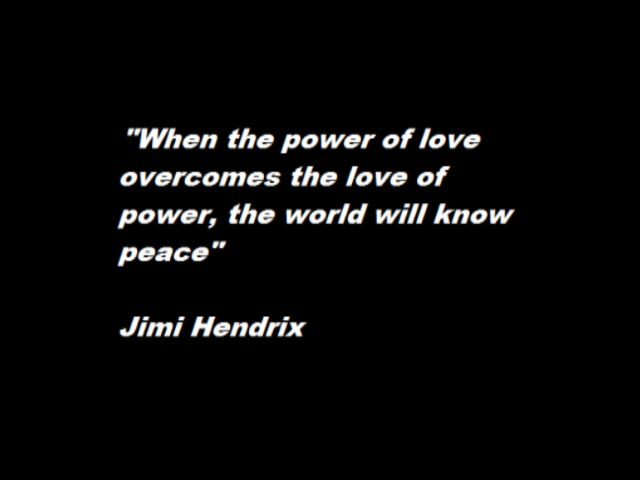 "When the power of love
overcomes the love of
power, the world will know
peace"
Jimi Hendrix